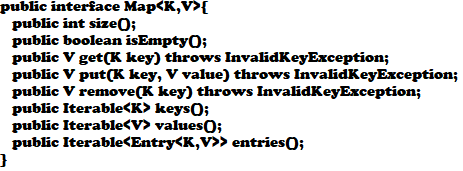 public interface Map<K,V>{
public int size();
public boolean isEmpty();
public V get(K key) throws InvalidKeyException;
public V put(K key, V value) throws InvalidKeyException;
public V remove(K key) throws InvalidKeyException;
public Iterable<K> keys();
public Iterable<V> values();
public Iterable<Entry<K,V>> entries();
}